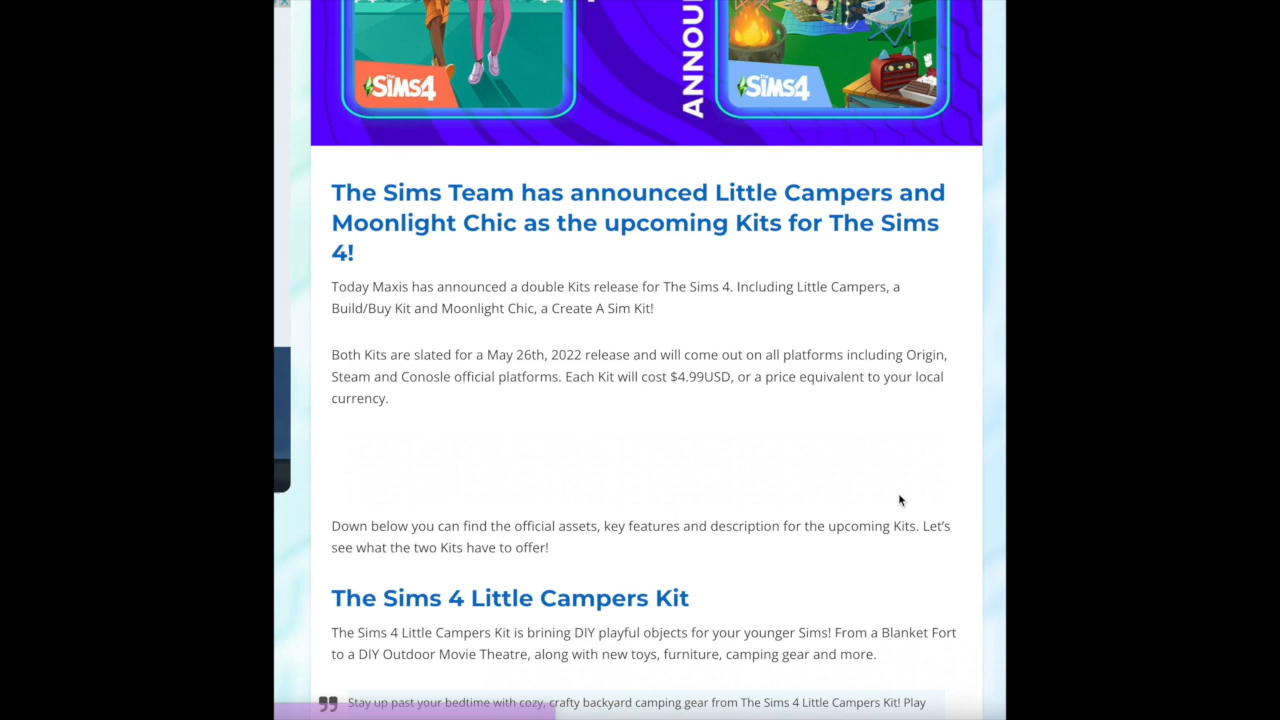 THE SIMS4
ANNOU
THE SIMS4
The Sims Team has announced Little Campers and
Moonlight Chic as the upcoming Kits for The Sims
4!
Today Maxis has announced a double Kits release for The Sims 4. Including Little Campers, a
Build/Buy Kit and Moonlight Chic, a Create A Sim Kit!
Both Kits are slated for a May 26th, 2022 release and will come out on all platforms including Origin,
Steam and Conosle official platforms. Each Kit will cost $4.99USD, or a price equivalent to your local
currency.
Down below you can find the official assets, key features and description for the upcoming Kits. Let’s
see what the two Kits have to offer!
The Sims 4 Little Campers Kit
The Sims 4 Little Campers Kit is brining DIY playful objects for your younger Sims! From a Blanket Fort
to a DIY Outdoor Movie Theatre, along with new toys, furniture, camping gear and more.
Stay up past your bedtime with cozy, crafty backyard camping gear from The Sims 4 Little Campers Kit! Play